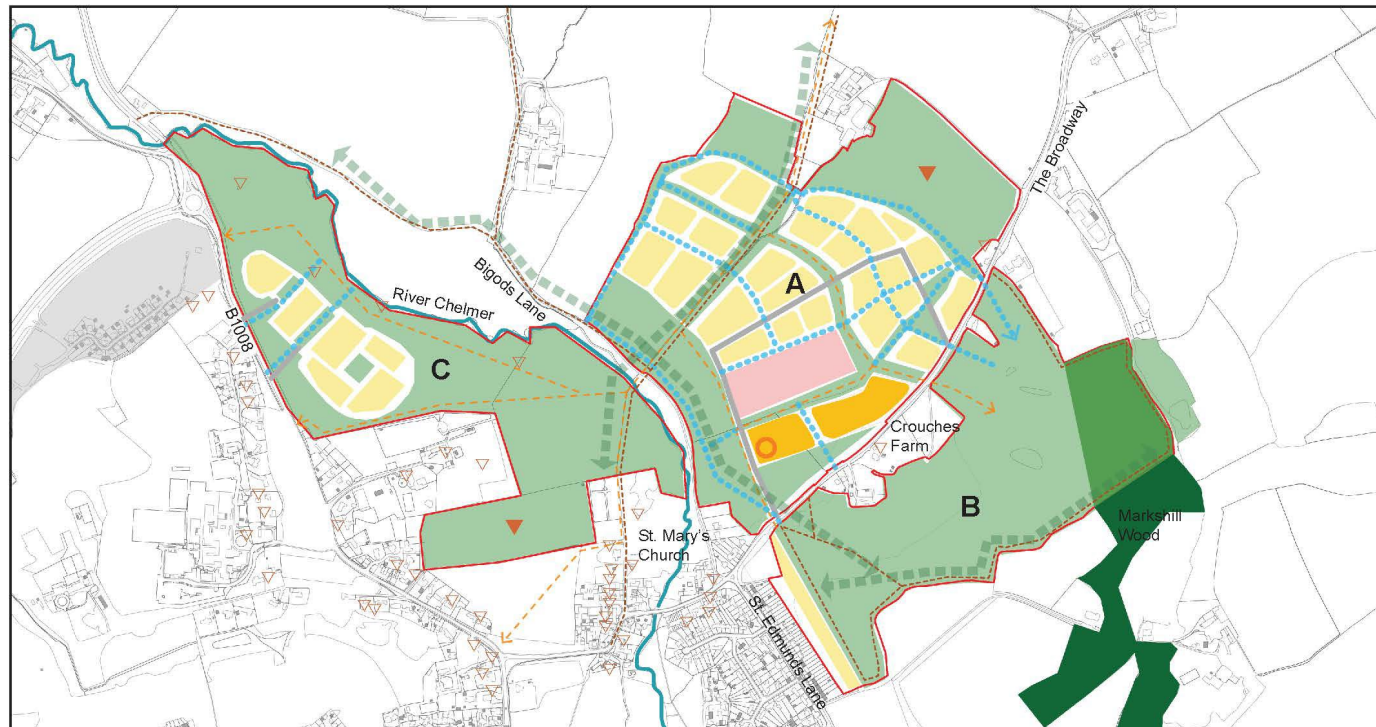 The Broadway
Bigods Lane
A
River Chelmer
B1008
C
Crouches
Farm
B
Markshill
Wood
St. Mary's
Church
St. Edmunds Lane